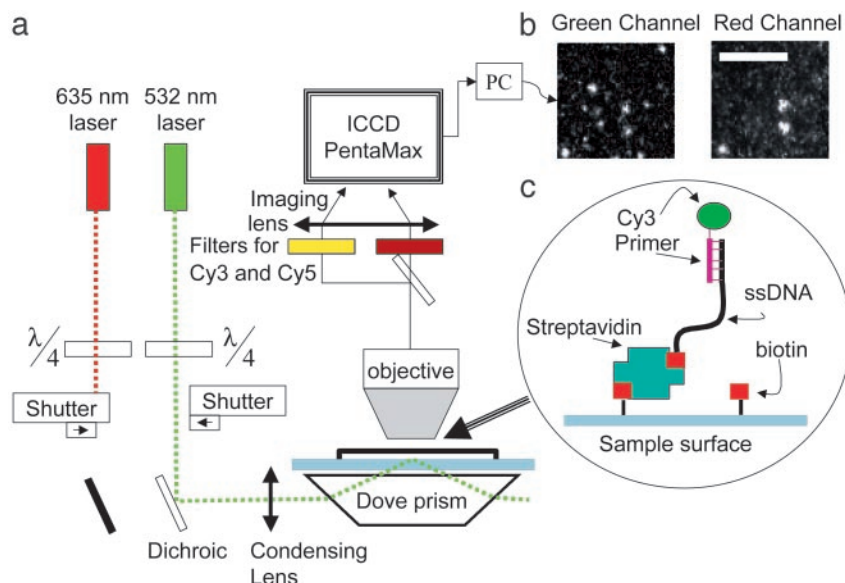 a
635 nm
laser
532 nm
laser
ICCD
PentaMax
PC
Imaging
lens
Filters for
Cy3 and Cy5
λ/4
λ/4
objective
Shutter
Shutter
Dove prism
Dichroic
Condensing
Lens
b
Green Channel
Red Channel
c
Cy3
Primer
ssDNA
Streptavidin
biotin
Sample surface